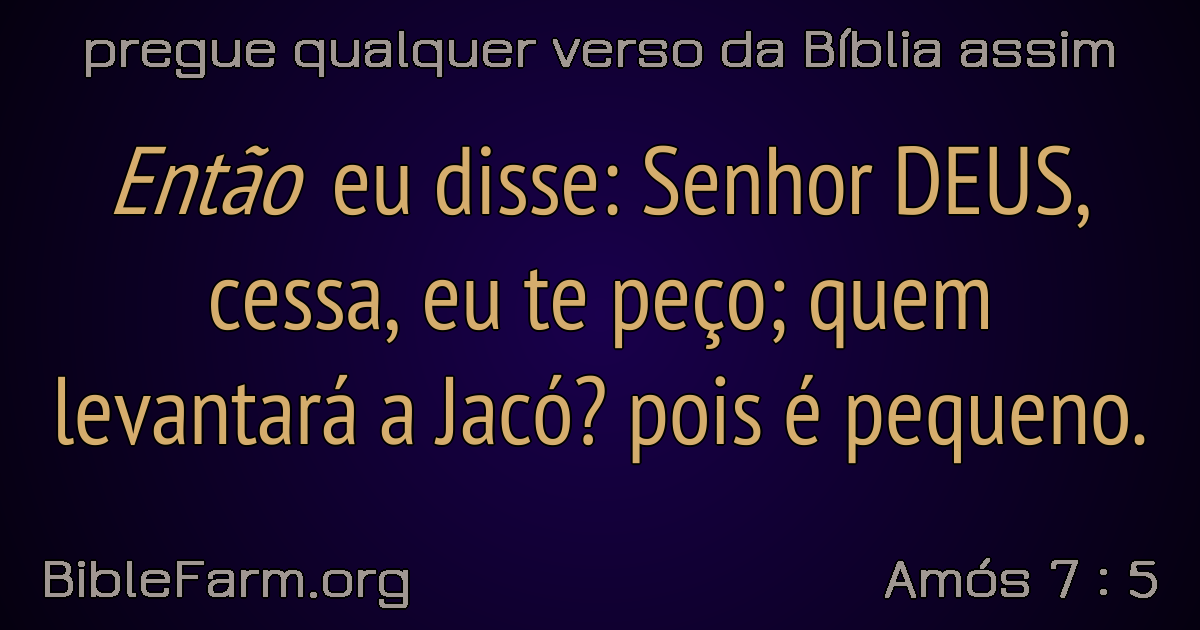 pregue qualquer verso da Bíblia assim
Então eu disse: Senhor DEUS,
cessa, eu te peço; quem
levantará a Jacó? pois é pequeno.
BibleFarm.org
Amós 7 : 5